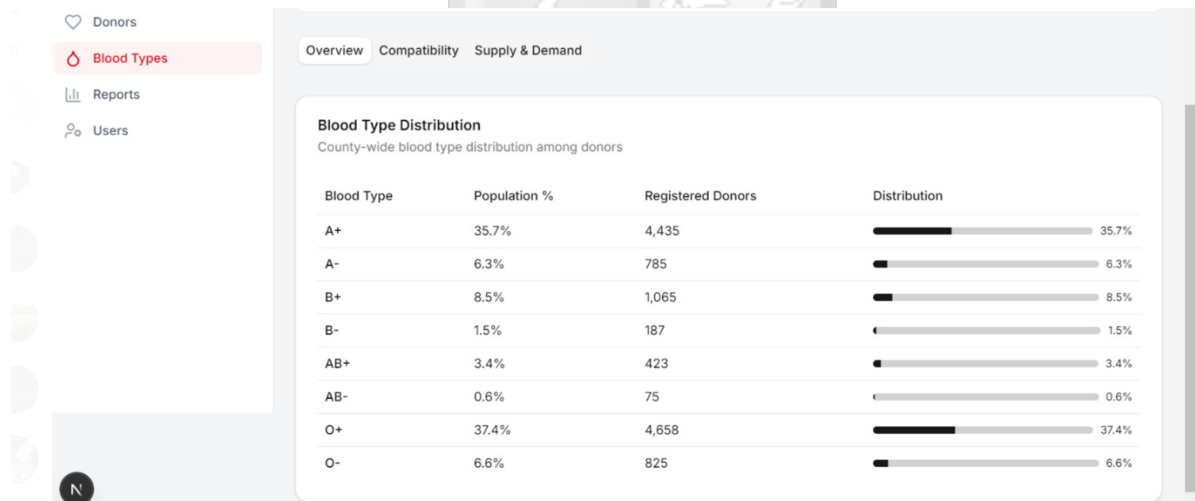 Donors
Blood Types
Reports
Users
Overview Compatibility Supply & Demand
Blood Type Distribution
County-wide blood type distribution among donors
Blood Type Population % Registered Donors Distribution
A+ 35.7% 4,435 35.7%
A- 6.3% 785 6.3%
B+ 8.5% 1,065 8.5%
B- 1.5% 187 1.5%
AB+ 3.4% 423 3.4%
AB- 0.6% 75 0.6%
O+ 37.4% 4,658 37.4%
O- 6.6% 825 6.6%
N